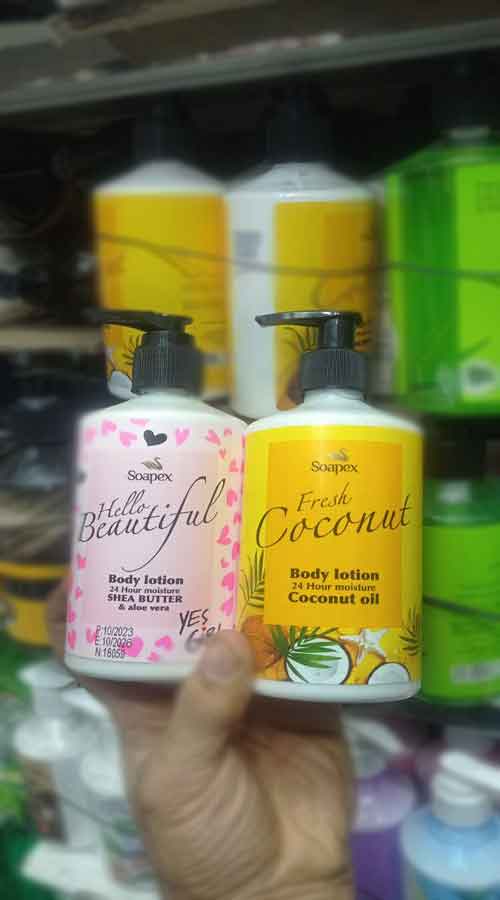 Soapex
Hello
Beautiful
Body lotion
24 Hour moisture
SHEA BUTTER
& aloe vera
YES
GiRL
P:10/2023
E:10/2026
Soapex
Fresh
Coconut
Body lotion
24 Hour moisture
Coconut oil